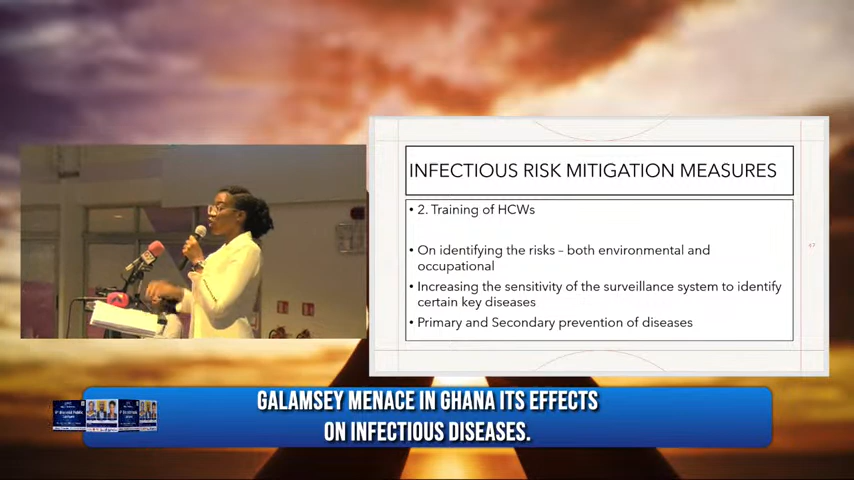 INFECTIOUS RISK MITIGATION MEASURES
• 2. Training of HCWs
• On identifying the risks – both environmental and
occupational
• Increasing the sensitivity of the surveillance system to identify
certain key diseases
• Primary and Secondary prevention of diseases
GALAMSEY MENACE IN GHANA ITS EFFECTS
ON INFECTIOUS DISEASES.